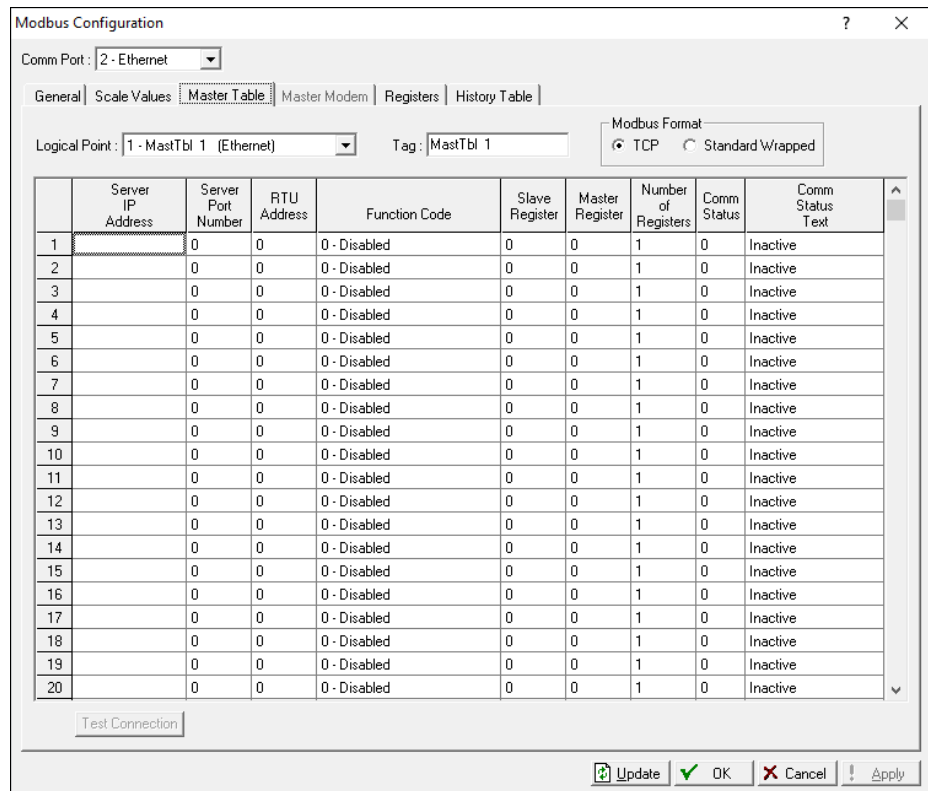 Modbus Configuration ? ×
Comm Port : 2 - Ethernet
General Scale Values Master Table Master Modem Registers History Table
Logical Point : 1 - MastTbl 1 (Ethernet) Tag : MastTbl 1 Modbus Format TCP Standard Wrapped
Server IP Address Server Port Number RTU Address Function Code Slave Register Master Register Number of Registers Comm Status Comm Status Text
1 0 0 0 - Disabled 0 0 1 0 Inactive
2 0 0 0 - Disabled 0 0 1 0 Inactive
3 0 0 0 - Disabled 0 0 1 0 Inactive
4 0 0 0 - Disabled 0 0 1 0 Inactive
5 0 0 0 - Disabled 0 0 1 0 Inactive
6 0 0 0 - Disabled 0 0 1 0 Inactive
7 0 0 0 - Disabled 0 0 1 0 Inactive
8 0 0 0 - Disabled 0 0 1 0 Inactive
9 0 0 0 - Disabled 0 0 1 0 Inactive
10 0 0 0 - Disabled 0 0 1 0 Inactive
11 0 0 0 - Disabled 0 0 1 0 Inactive
12 0 0 0 - Disabled 0 0 1 0 Inactive
13 0 0 0 - Disabled 0 0 1 0 Inactive
14 0 0 0 - Disabled 0 0 1 0 Inactive
15 0 0 0 - Disabled 0 0 1 0 Inactive
16 0 0 0 - Disabled 0 0 1 0 Inactive
17 0 0 0 - Disabled 0 0 1 0 Inactive
18 0 0 0 - Disabled 0 0 1 0 Inactive
19 0 0 0 - Disabled 0 0 1 0 Inactive
20 0 0 0 - Disabled 0 0 1 0 Inactive
Test Connection
Update OK Cancel ! Apply